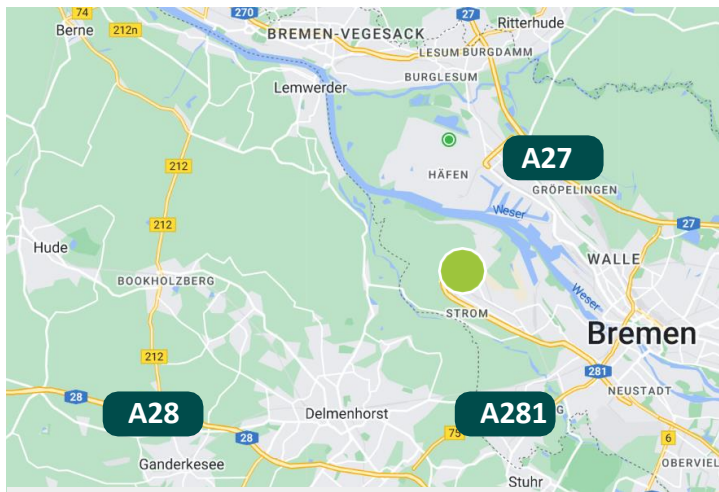 74
270
27
Ritterhude
Berne
212n
BREMEN-VEGESACK
LESUM
BURGDAMM
BURGLESUM
Lemwerder
212
A27
HÄFEN
GRÖPELINGEN
Weser
212
27
Hude
WALLE
BOOKHOLZBERG
Weser
STROM
Bremen
212
281
NEUSTADT
28
A28
Delmenhorst
A281
G
28
75
6
Ganderkesee
OBERVIEL
Stuhr